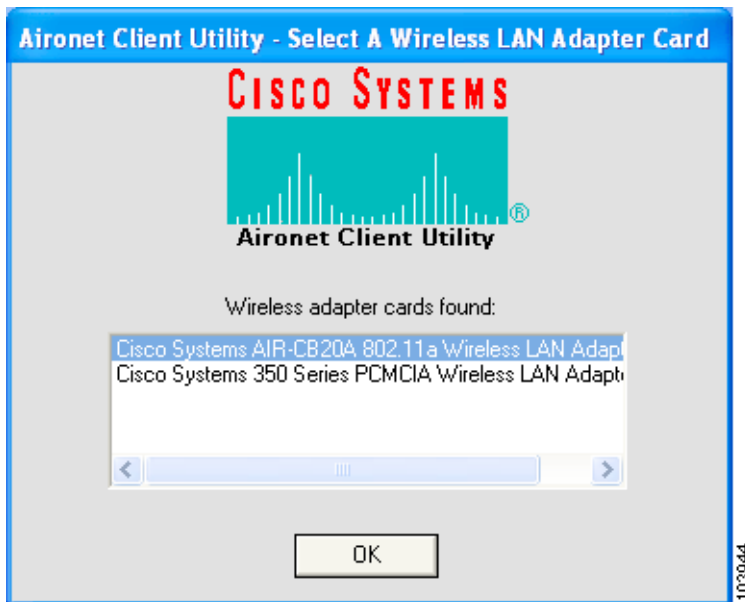 Aironet Client Utility - Select A Wireless LAN Adapter Card
CISCO SYSTEMS
®
Aironet Client Utility
Wireless adapter cards found:
Cisco Systems AIR-CB20A 802.11a Wireless LAN Adapt
Cisco Systems 350 Series PCMCIA Wireless LAN Adapt
OK
103944